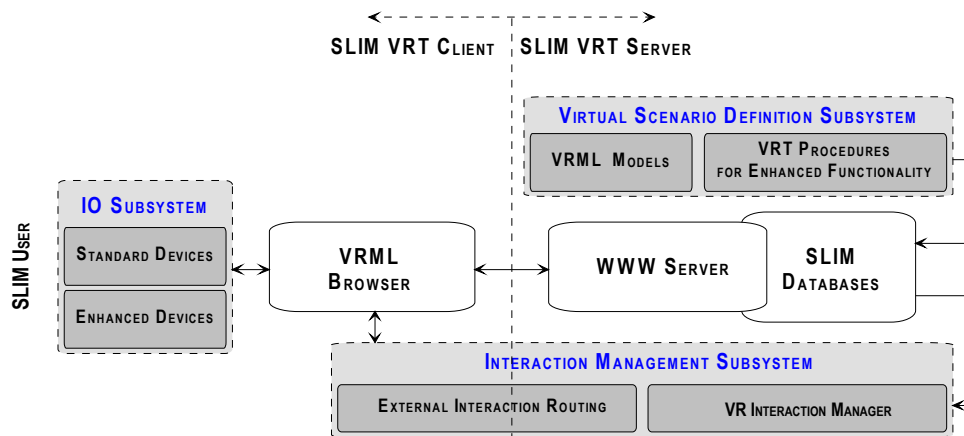 SLIM VRT CLIENT
SLIM VRT SERVER
VIRTUAL SCENARIO DEFINITION SUBSYSTEM
VRML MODELS
VRT PROCEDURES
FOR ENHANCED FUNCTIONALITY
SLIM USER
IO SUBSYSTEM
STANDARD DEVICES
ENHANCED DEVICES
VRML
BROWSER
WWW SERVER
SLIM
DATABASES
INTERACTION MANAGEMENT SUBSYSTEM
EXTERNAL INTERACTION ROUTING
VR INTERACTION MANAGER